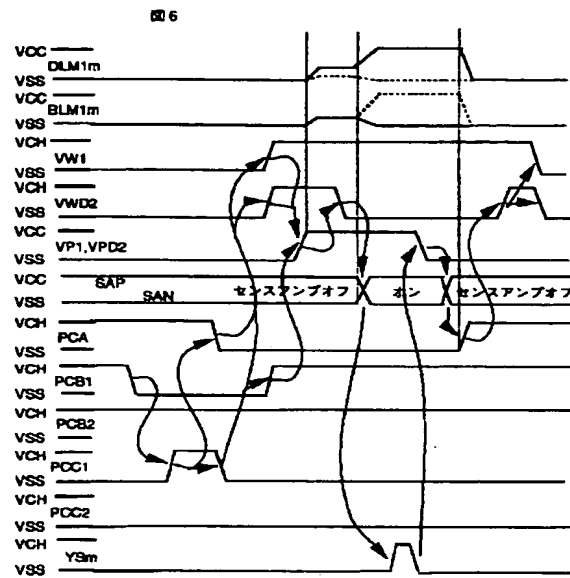 図6
VCC
DLM1m
VSS
VCC
BLM1m
VSS
VCH
VW1
VSS
VCH
VWD2
VSS
VCC
VP1,VPD2
VSS
VCC
SAP
SAN
VSS
センスアンプオフ
オン
センスアンプオフ
VCH
PCA
VSS
VCH
PCB1
VSS
VCH
PCB2
VSS
VCH
PCC1
VSS
VCH
PCC2
VSS
VCH
YSm
VSS